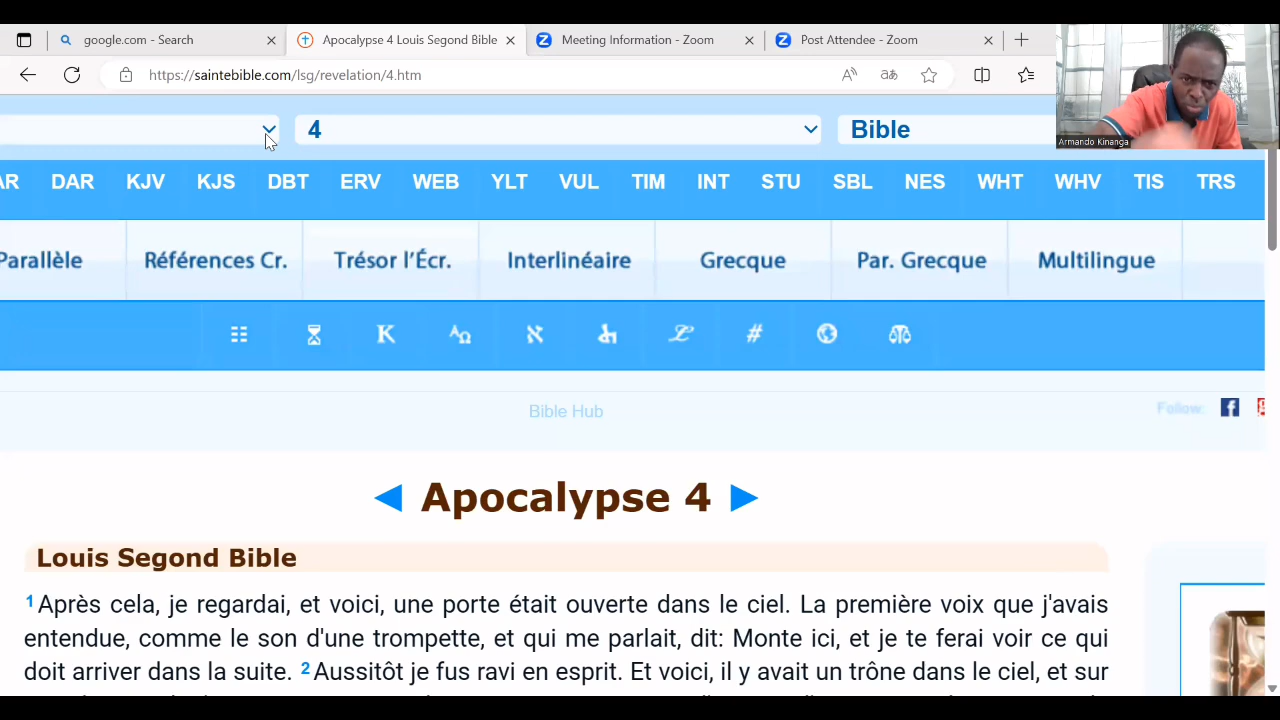 google.com - Search
Apocalypse 4 Louis Segond Bible
Meeting Information - Zoom
Post Attendee - Zoom
https://saintebible.com/lsg/revelation/4.htm
4
Bible
Armando Kinanga
AR DAR KJV KJS DBT ERV WEB YLT VUL TIM INT STU SBL NES WHT WHV TIS TRS
Parallèle Références Cr. Trésor l'Écr. Interlinéaire Grecque Par. Grecque Multilingue
Bible Hub
Follow:
◄ Apocalypse 4 ►
Louis Segond Bible
1 Après cela, je regardai, et voici, une porte était ouverte dans le ciel. La première voix que j'avais
entendue, comme le son d'une trompette, et qui me parlait, dit: Monte ici, et je te ferai voir ce qui
doit arriver dans la suite. 2 Aussitôt je fus ravi en esprit. Et voici, il y avait un trône dans le ciel, et sur